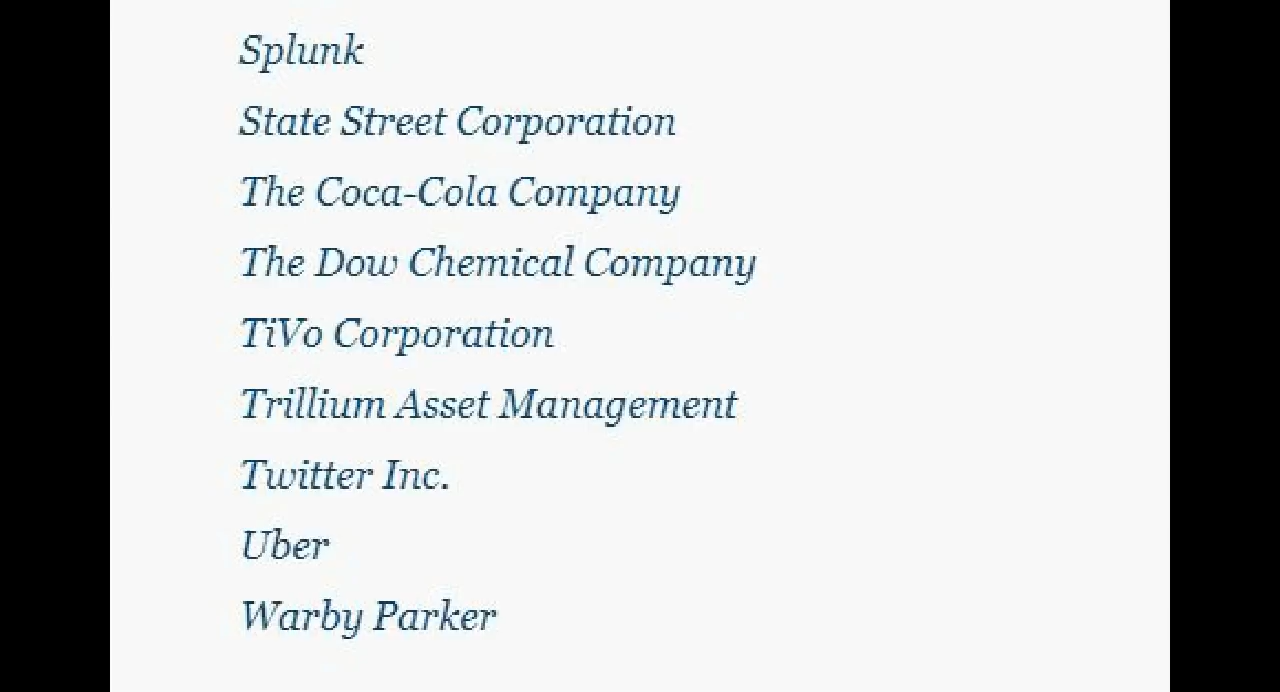 Splunk
State Street Corporation
The Coca-Cola Company
The Dow Chemical Company
TiVo Corporation
Trillium Asset Management
Twitter Inc.
Uber
Warby Parker